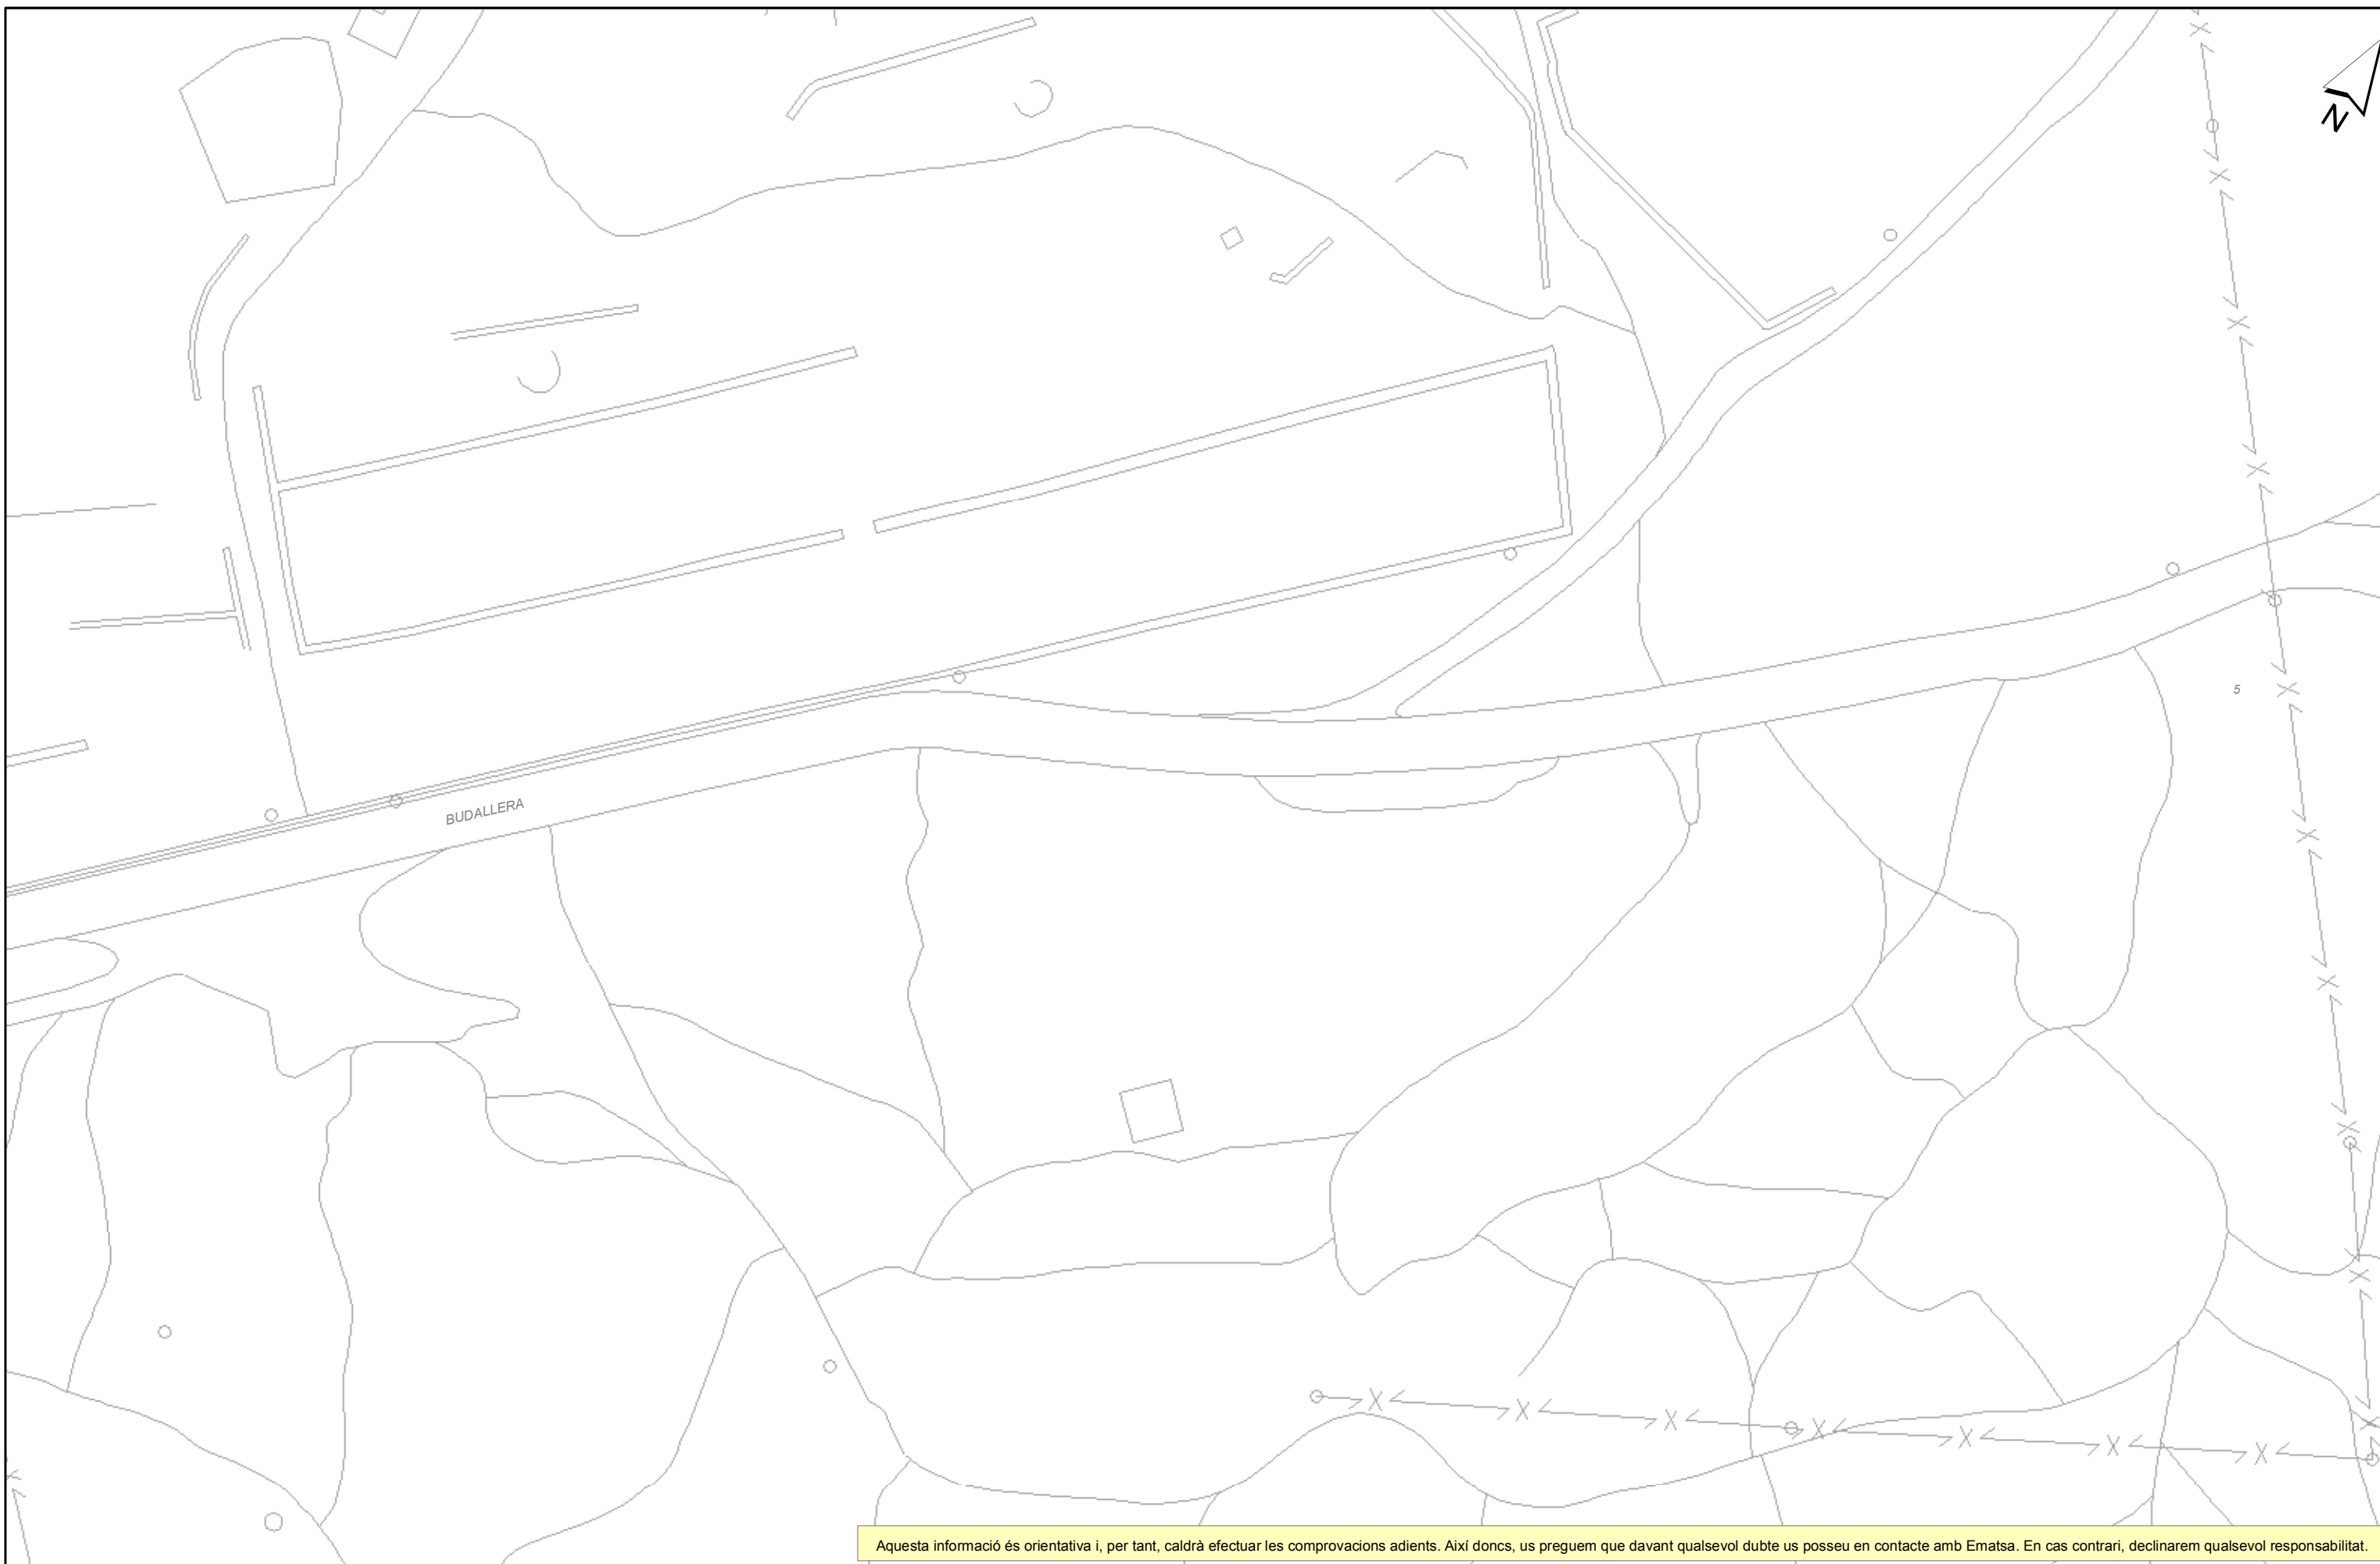 N
5
BUDALLERA
Aquesta informació és orientativa i, per tant, caldrà efectuar les comprovacions adients. Així doncs, us preguem que davant qualsevol dubte us poseu en contacte amb Ematsa. En cas contrari, declinarem qualsevol responsabilitat.